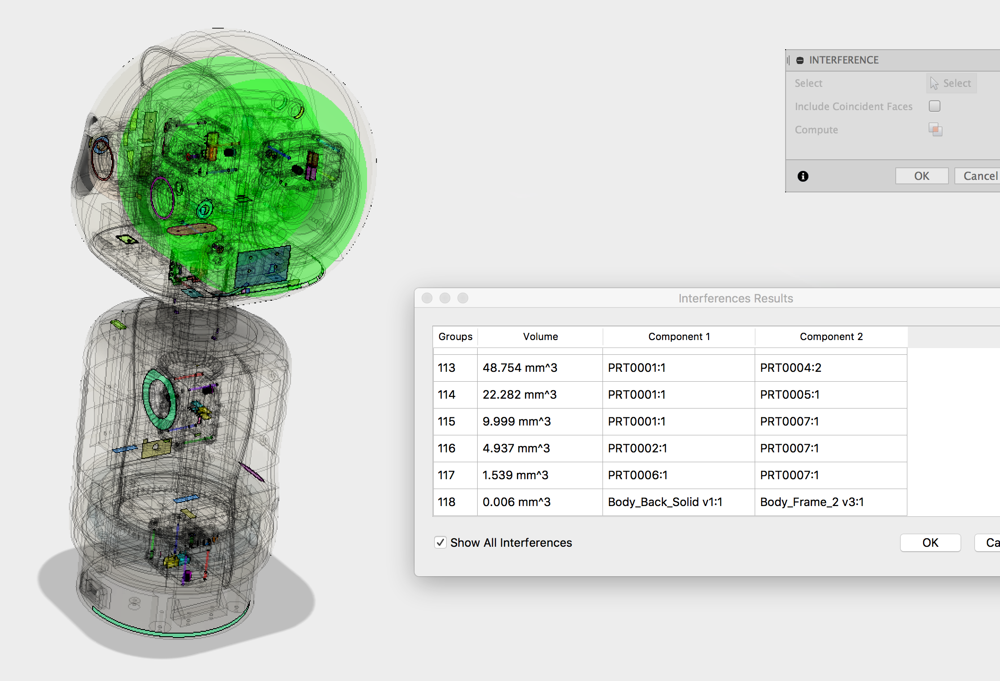 INTERFERENCE
Select Select
Include Coincident Faces
Compute
OK Cancel
Interferences Results
Groups Volume Component 1 Component 2
113 48.754 mm^3 PRT0001:1 PRT0004:2
114 22.282 mm^3 PRT0001:1 PRT0005:1
115 9.999 mm^3 PRT0001:1 PRT0007:1
116 4.937 mm^3 PRT0002:1 PRT0007:1
117 1.539 mm^3 PRT0006:1 PRT0007:1
118 0.006 mm^3 Body_Back_Solid v1:1 Body_Frame_2 v3:1
Show All Interferences OK Ca